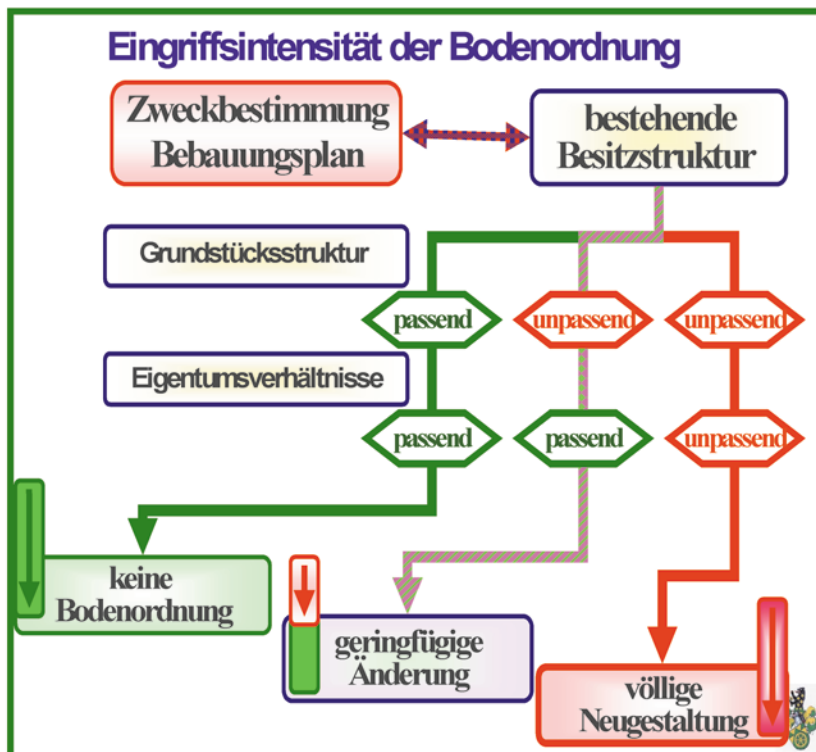 Eingriffsintensität der Bodenordnung
Zweckbestimmung
Bebauungsplan
bestehende
Besitzstruktur
Grundstücksstruktur
passend
unpassend
unpassend
Eigentumsverhältnisse
passend
passend
unpassend
keine
Bodenordnung
geringfügige
Änderung
völlige
Neugestaltung